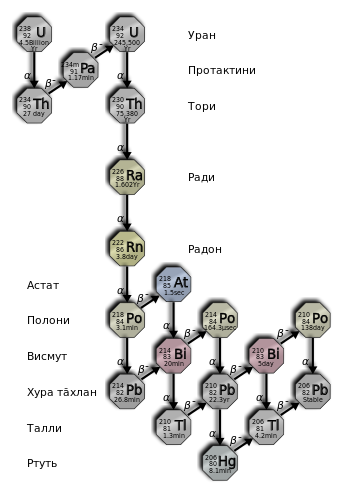 238 92 U 4.5Billion Yr
234 92 U 245,500 Yr
Уран
β⁻
234m 91 Pa 1.17min
Протактини
α
β⁻
α
234 90 Th 27 day
230 90 Th 75,380 Yr
Тори
α
226 88 Ra 1.602Yr
Ради
α
222 86 Rn 3.8day
Радон
Астат
218 85 At 1.5sec
α
β⁻
Полони
218 84 Po 3.1min
214 84 Po 164.3μsec
210 84 Po 138day
α
β⁻
β⁻
Висмут
214 83 Bi 20min
210 83 Bi 5day
α
β⁻
α
β⁻
α
Хура тăхлан
214 82 Pb 26.8min
210 82 Pb 22.3yr
206 82 Pb Stable
α
β⁻
α
β⁻
Талли
210 81 Tl 1.3min
206 81 Tl 4.2min
α
β⁻
Ртуть
206 80 Hg 8.1min